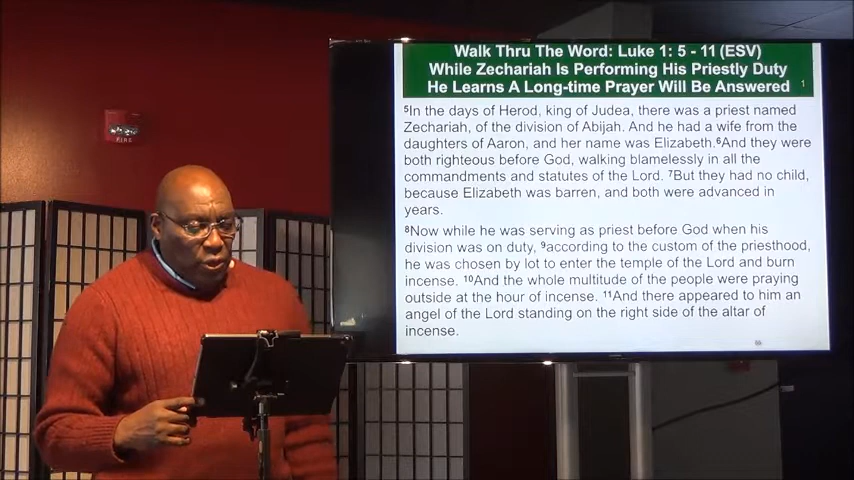 Walk Thru The Word: Luke 1: 5 - 11 (ESV)
While Zechariah Is Performing His Priestly Duty
He Learns A Long-time Prayer Will Be Answered 1
5In the days of Herod, king of Judea, there was a priest named
Zechariah, of the division of Abijah. And he had a wife from the
daughters of Aaron, and her name was Elizabeth.6And they were
both righteous before God, walking blamelessly in all the
commandments and statutes of the Lord. 7But they had no child,
because Elizabeth was barren, and both were advanced in
years.
8Now while he was serving as priest before God when his
division was on duty, 9according to the custom of the priesthood,
he was chosen by lot to enter the temple of the Lord and burn
incense. 10And the whole multitude of the people were praying
outside at the hour of incense. 11And there appeared to him an
angel of the Lord standing on the right side of the altar of
incense.
FIRE